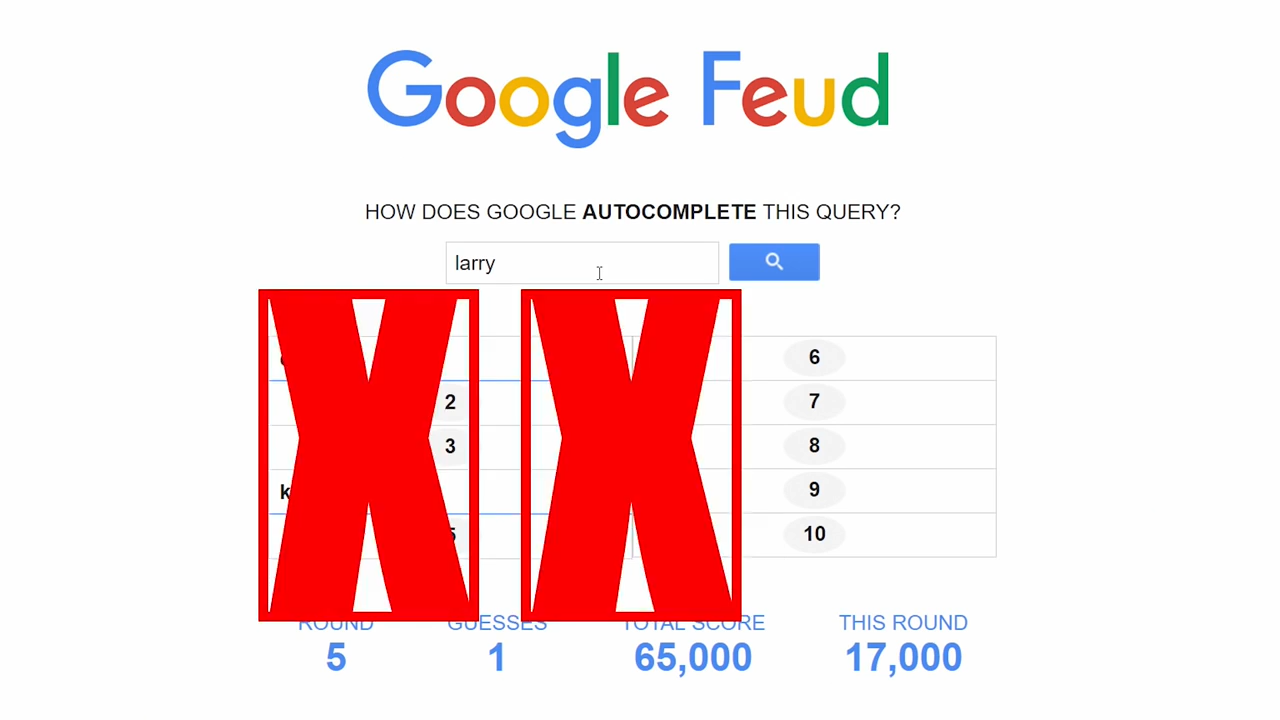 Google Feud
HOW DOES GOOGLE AUTOCOMPLETE THIS QUERY?
larry
X X
6
2 7
3 8
9
5 10
ROUND GUESSES TOTAL SCORE THIS ROUND
5 1 65,000 17,000